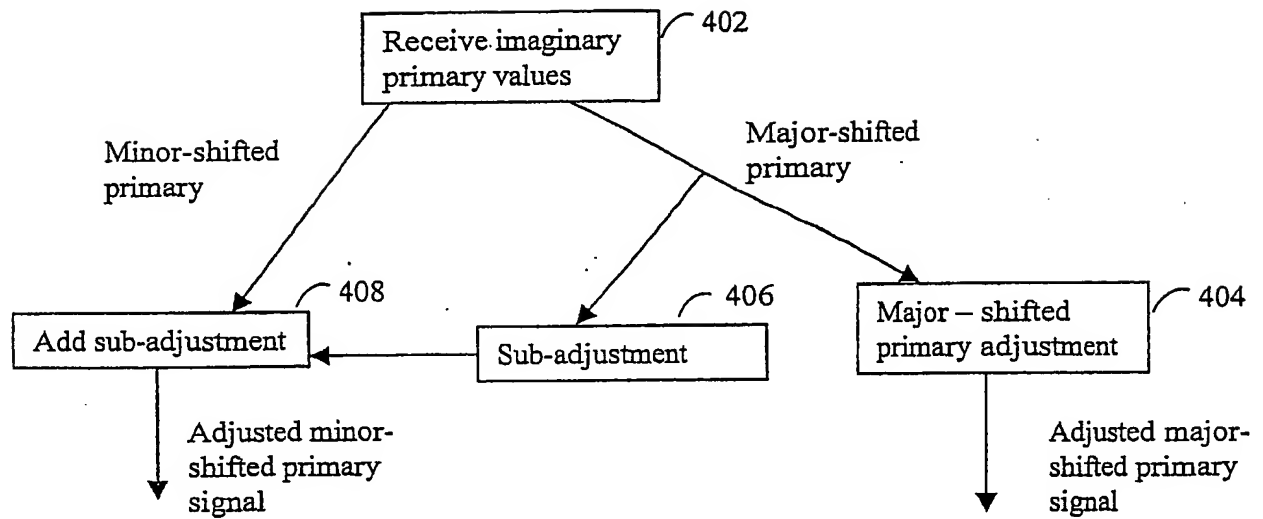 Receive imaginary
primary values
402
Minor-shifted
primary
Major-shifted
primary
408
406
404
Add sub-adjustment
Sub-adjustment
Major – shifted
primary adjustment
Adjusted minor-
shifted primary
signal
Adjusted major-
shifted primary
signal